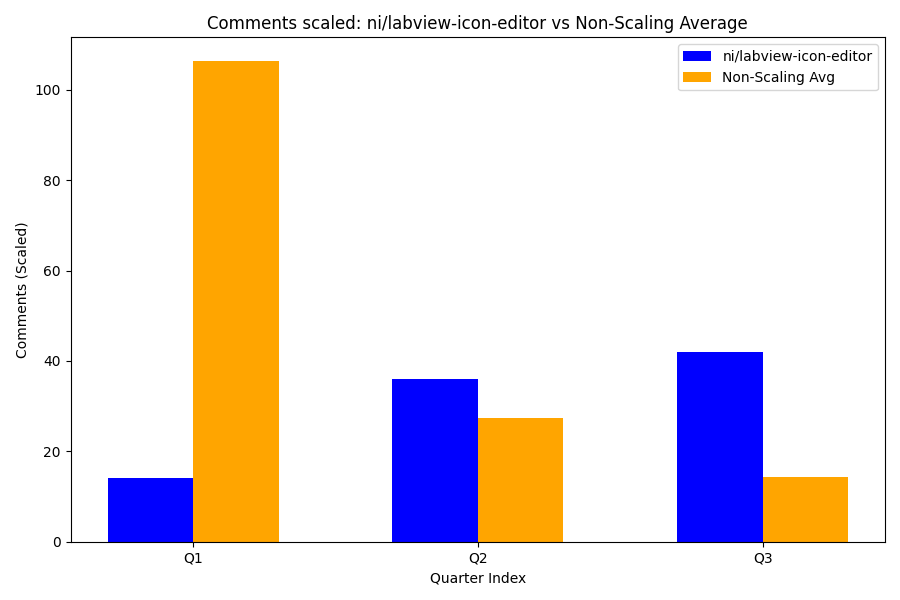 Comments scaled: ni/labview-icon-editor vs Non-Scaling Average
ni/labview-icon-editor
Non-Scaling Avg
Comments (Scaled)
100
80
60
40
20
0
Q1 Q2 Q3
Quarter Index